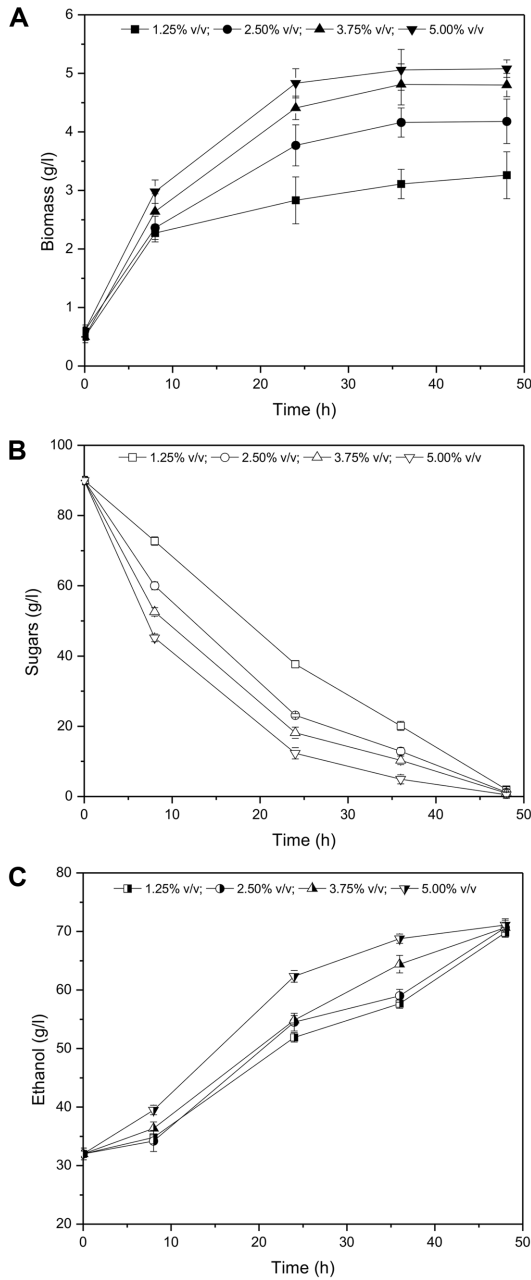 A
1.25% v/v; 2.50% v/v; 3.75% v/v; 5.00% v/v
6
5
4
3
2
1
0
Biomass (g/l)
0 10 20 30 40 50
Time (h)
B
1.25% v/v; 2.50% v/v; 3.75% v/v; 5.00% v/v
100
80
60
40
20
0
Sugars (g/l)
0 10 20 30 40 50
Time (h)
C
1.25% v/v; 2.50% v/v; 3.75% v/v; 5.00% v/v
80
70
60
50
40
30
20
Ethanol (g/l)
0 10 20 30 40 50
Time (h)